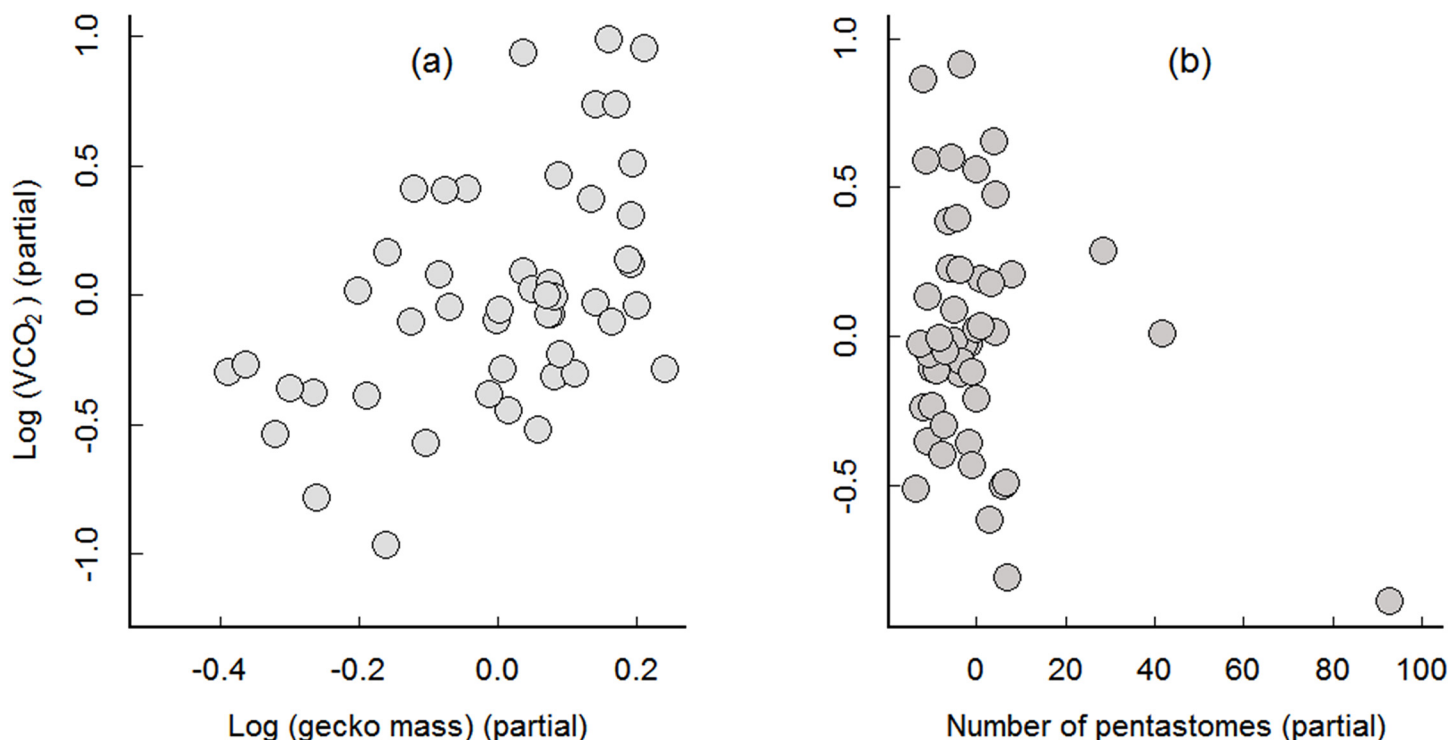 (a)
Log (VCO₂) (partial)
1.0
0.5
0.0
-0.5
-1.0
-0.4 -0.2 0.0 0.2
Log (gecko mass) (partial)
(b)
1.0
0.5
0.0
-0.5
0 20 40 60 80 100
Number of pentastomes (partial)